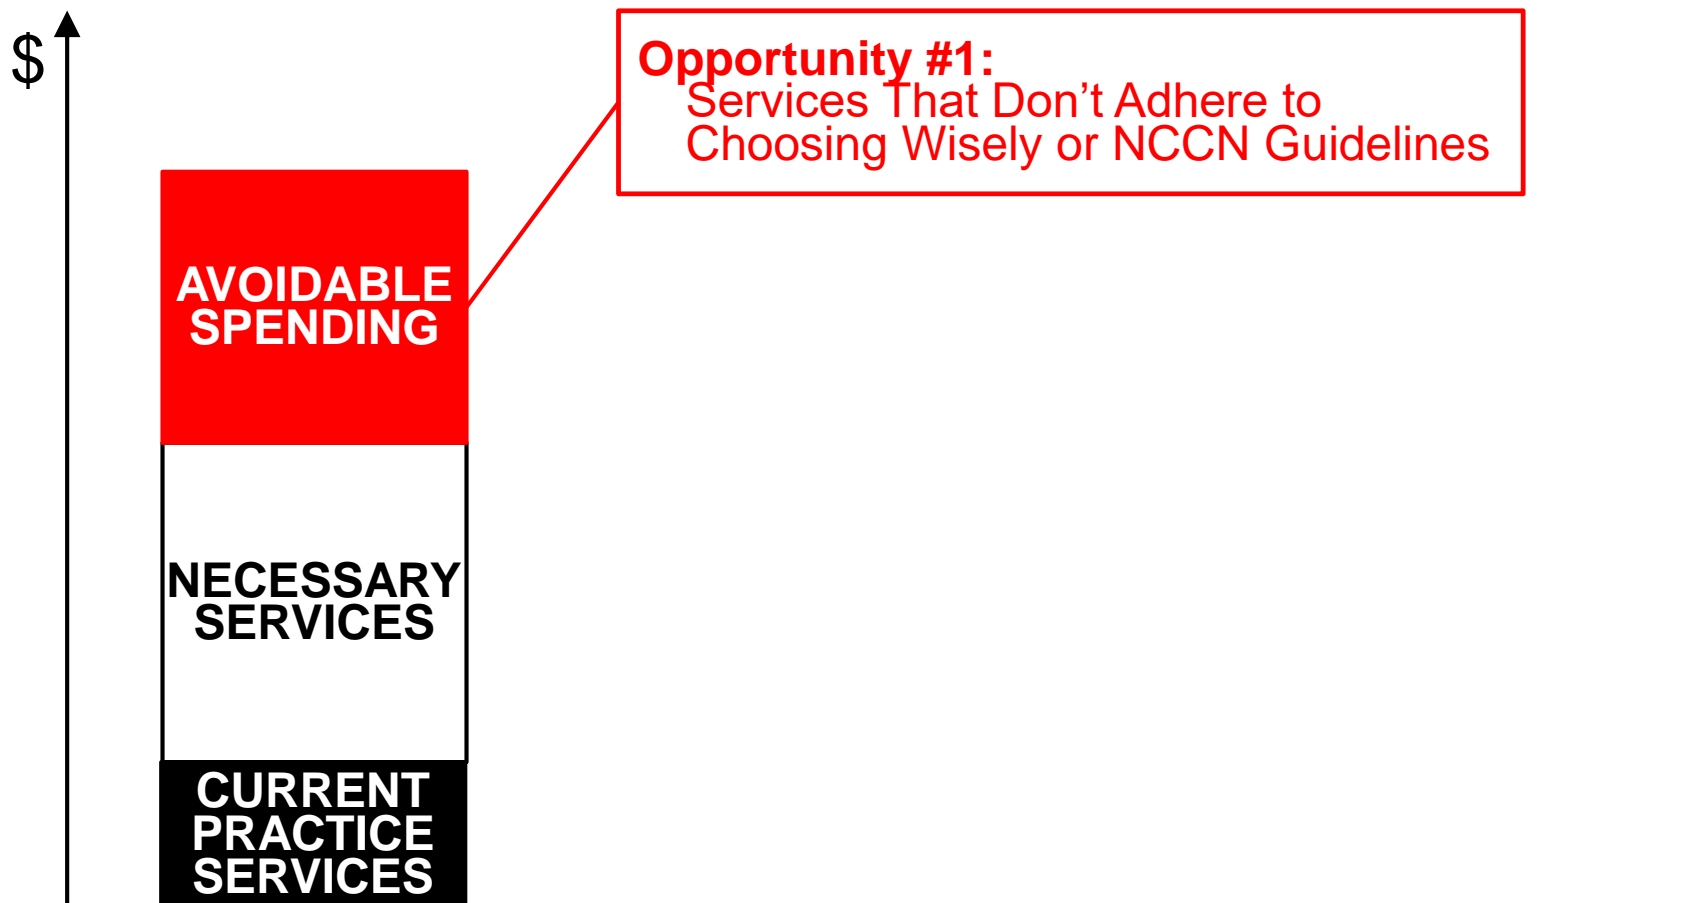 $
Opportunity #1:
Services That Don’t Adhere to
Choosing Wisely or NCCN Guidelines
AVOIDABLE
SPENDING
NECESSARY
SERVICES
CURRENT
PRACTICE
SERVICES